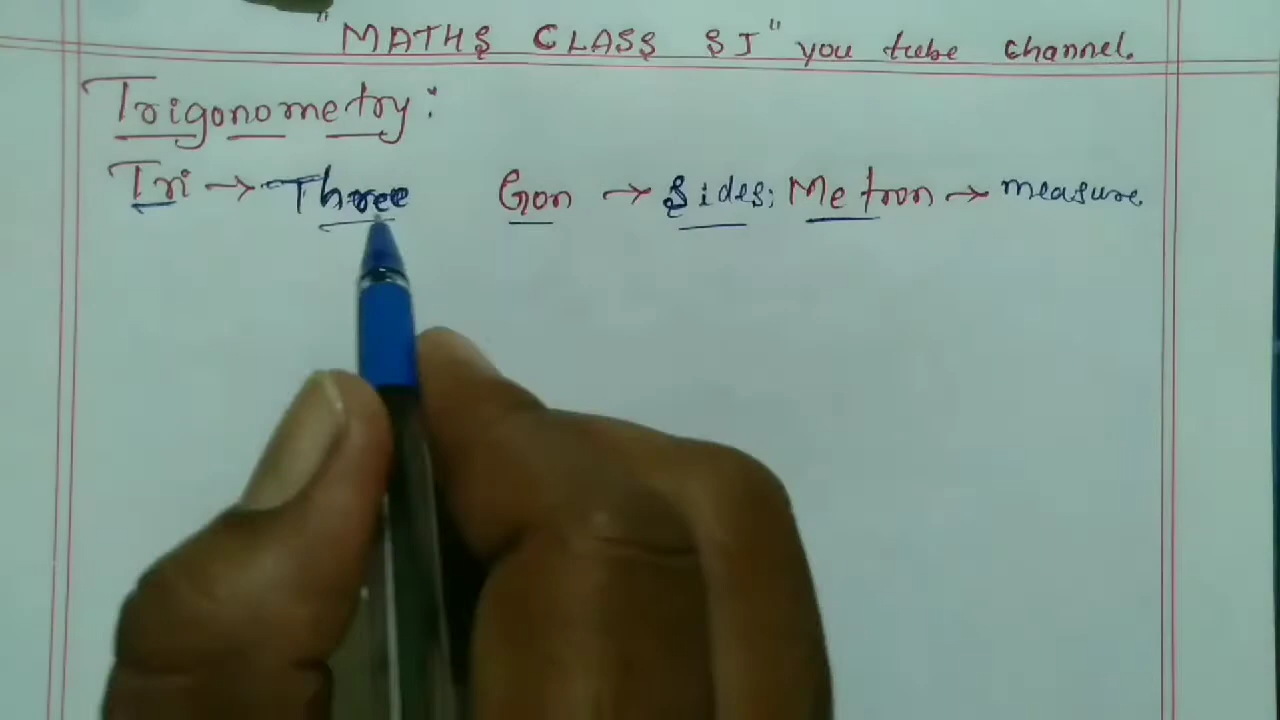 "MATHS CLASS SJ" you tube channel.
Trigonometry:
Tri → Three Gon → Sides; Metron → measure